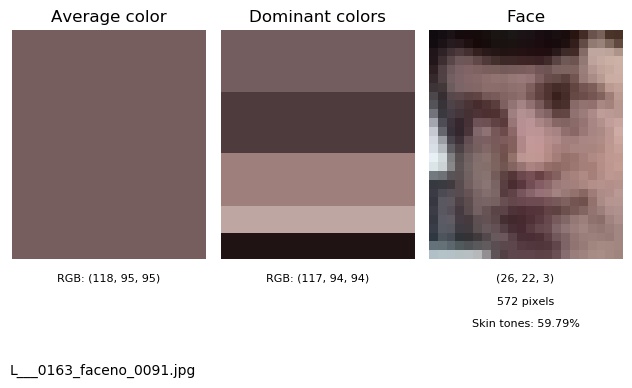 Average color
Dominant colors
Face
RGB: (118, 95, 95)
RGB: (117, 94, 94)
(26, 22, 3)
572 pixels
Skin tones: 59.79%
L___0163_faceno_0091.jpg